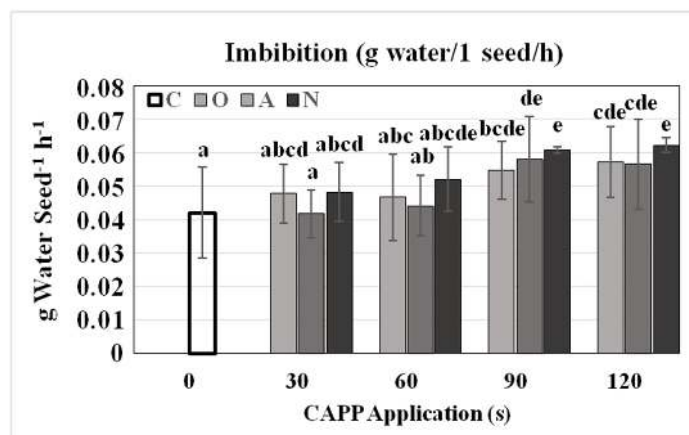 Imbibition (g water/1 seed/h)
g Water Seed⁻¹ h⁻¹
0.08
0.07
0.06
0.05
0.04
0.03
0.02
0.01
0
C O A N
a
abcd
a
abcd
abc
ab
abcde
bcde
de
e
cde
cde
e
0 30 60 90 120
CAPP Application (s)